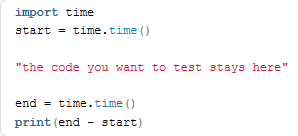 import time
start = time.time()
"the code you want to test stays here"
end = time.time()
print(end - start)